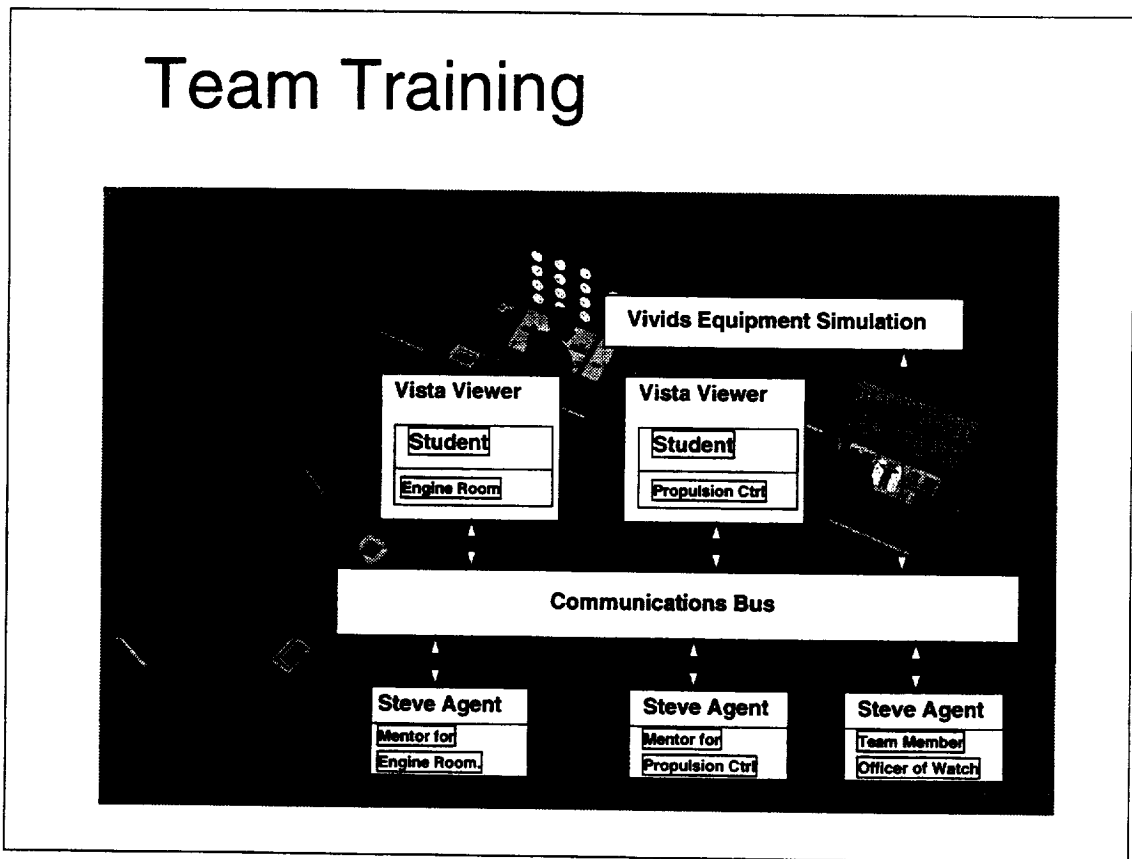 Team Training
Vivids Equipment Simulation
Vista Viewer
Student
Engine Room
Vista Viewer
Student
Propulsion Ctrl
Communications Bus
Steve Agent
Mentor for
Engine Room.
Steve Agent
Mentor for
Propulsion Ctrl
Steve Agent
Team Member
Officer of Watch